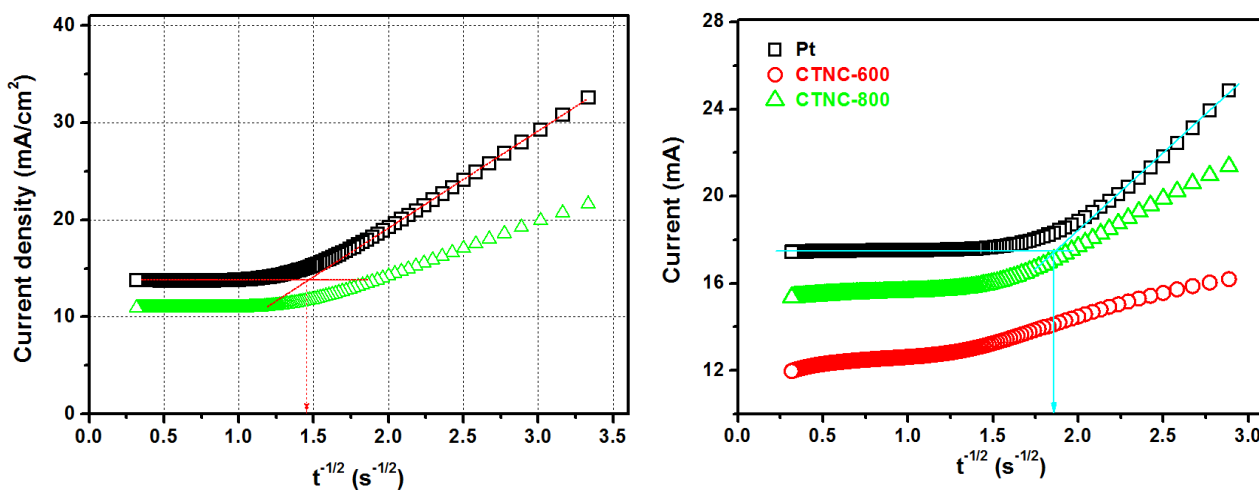 40
30
20
10
0
Current density (mA/cm²)
0.0 0.5 1.0 1.5 2.0 2.5 3.0 3.5
t⁻¹/² (s⁻¹/²)
28
24
20
16
12
Current (mA)
Pt
CTNC-600
CTNC-800
0.0 0.5 1.0 1.5 2.0 2.5 3.0
t⁻¹/² (s⁻¹/²)